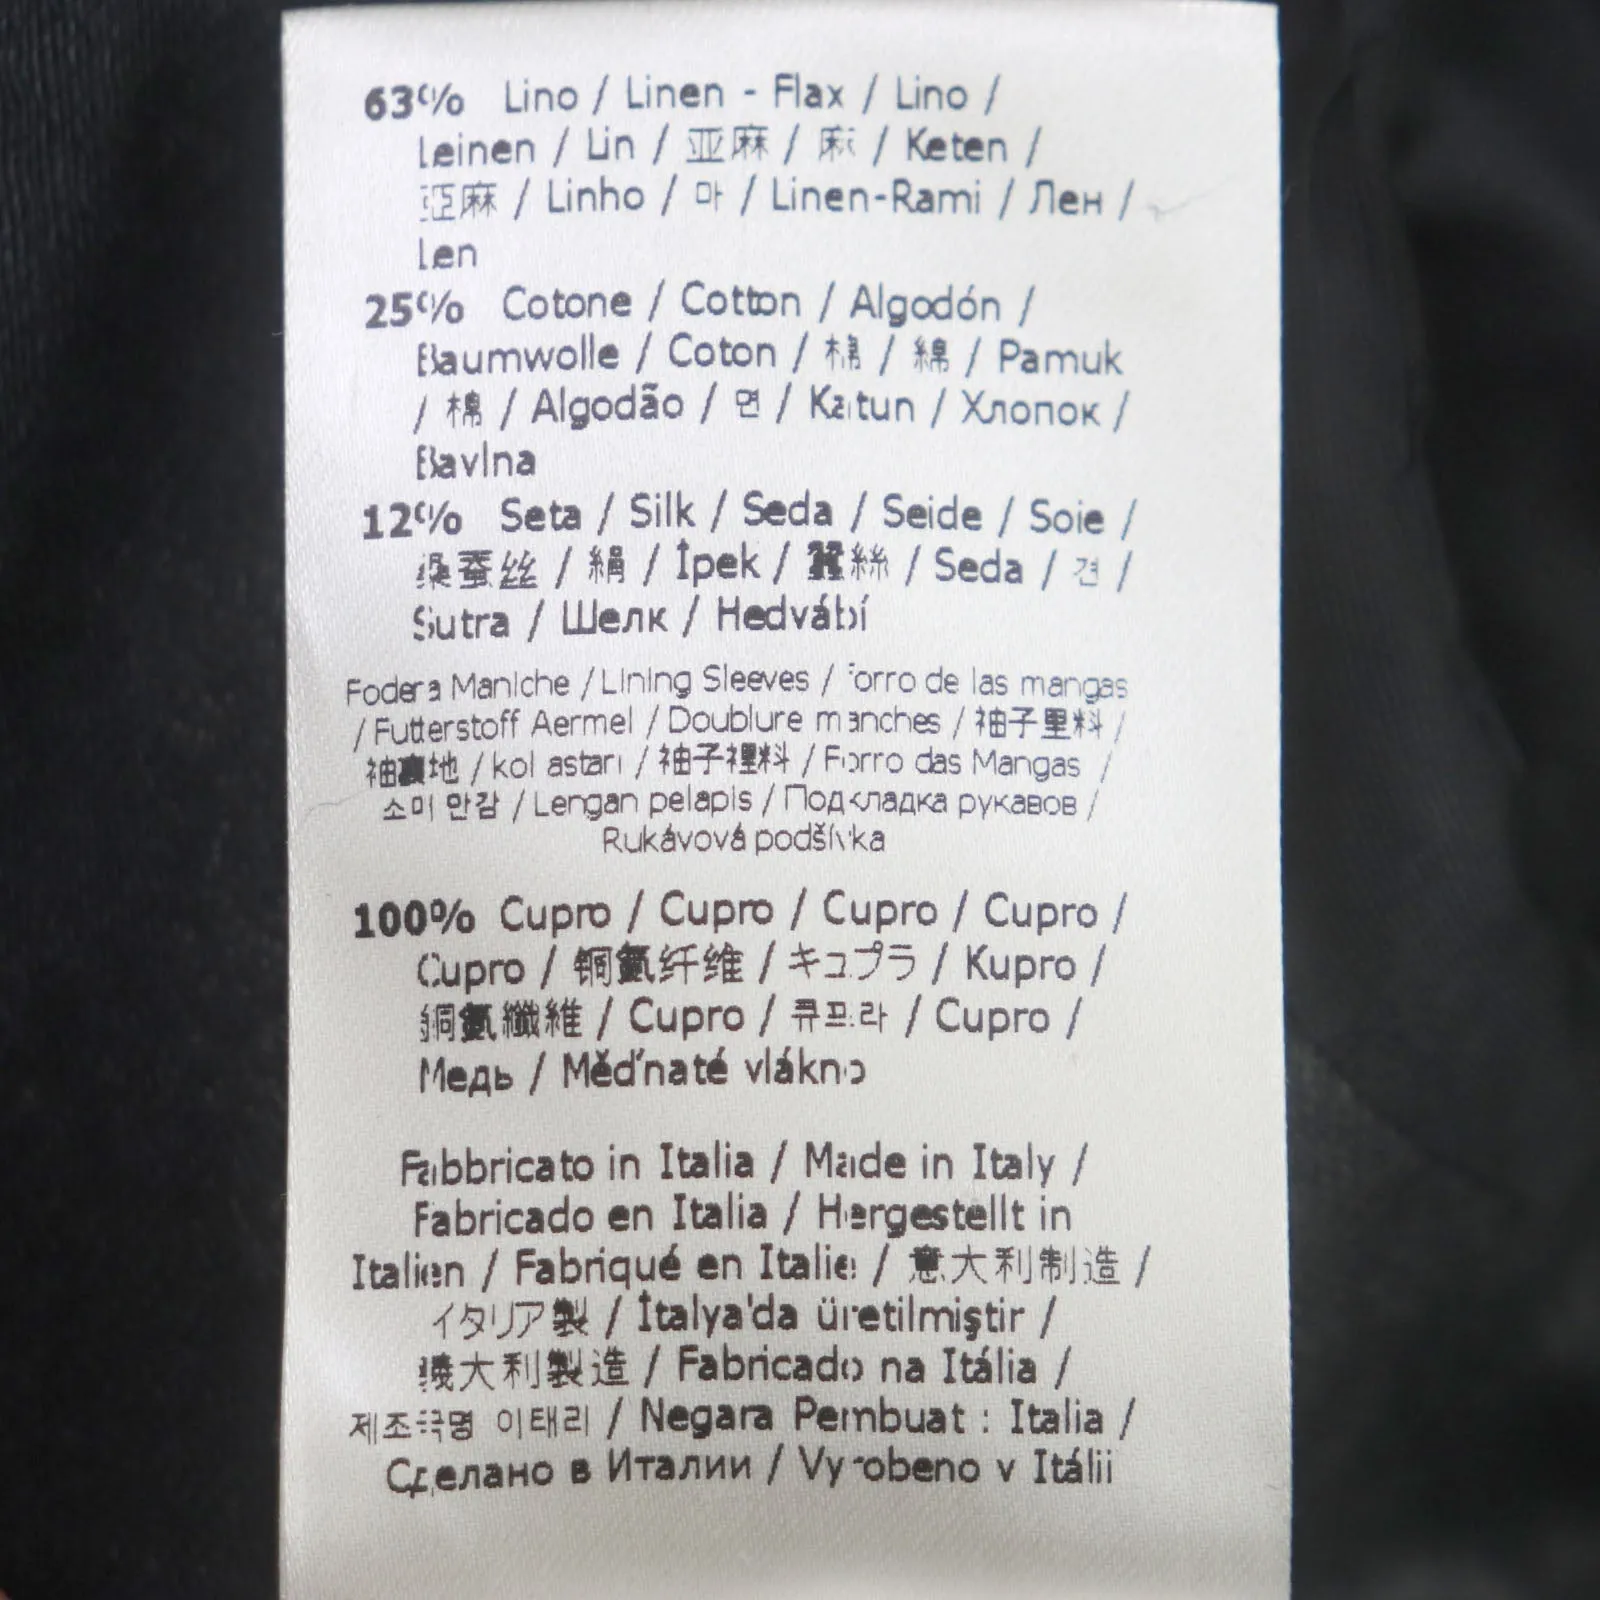 63% Lino / Linen - Flax / Lino /
Leinen / Lin / 亚麻 / 麻 / Keten /
亞麻 / Linho / 마 / Linen-Rami / Лен /
Len
25% Cotone / Cotton / Algodón /
Baumwolle / Coton / 棉 / 綿 / Pamuk
/ 棉 / Algodão / 면 / Katun / Хлопок /
Bavlna
12% Seta / Silk / Seda / Seide / Soie /
桑蚕丝 / 絹 / İpek / 蠶絲 / Seda / 견 /
Sutra / Шелк / Hedvábí
Fodera Maniche / Lining Sleeves / Forro de las mangas
/ Futterstoff Aermel / Doublure manches / 袖子里料 /
袖裏地 / kol astarı / 袖子裡料 / Forro das Mangas /
소미 안감 / Lengan pelapis / Подкладка рукавов /
Rukávová podšívka
100% Cupro / Cupro / Cupro / Cupro /
Cupro / 铜氨纤维 / キュプラ / Kupro /
銅氨纖維 / Cupro / 큐프라 / Cupro /
Медь / Měďnaté vlákno
Fabbricato in Italia / Made in Italy /
Fabricado en Italia / Hergestellt in
Italien / Fabriqué en Italie / 意大利制造 /
イタリア製 / İtalya'da üretilmiştir /
義大利製造 / Fabricado na Itália /
제조국명 이태리 / Negara Pembuat : Italia /
Сделано в Италии / Vyrobeno v Itálii